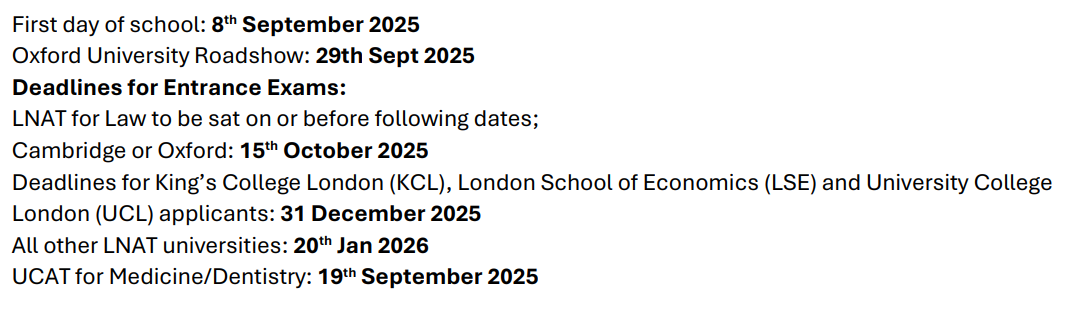 First day of school: 8th September 2025
Oxford University Roadshow: 29th Sept 2025
Deadlines for Entrance Exams:
LNAT for Law to be sat on or before following dates;
Cambridge or Oxford: 15th October 2025
Deadlines for King’s College London (KCL), London School of Economics (LSE) and University College
London (UCL) applicants: 31 December 2025
All other LNAT universities: 20th Jan 2026
UCAT for Medicine/Dentistry: 19th September 2025